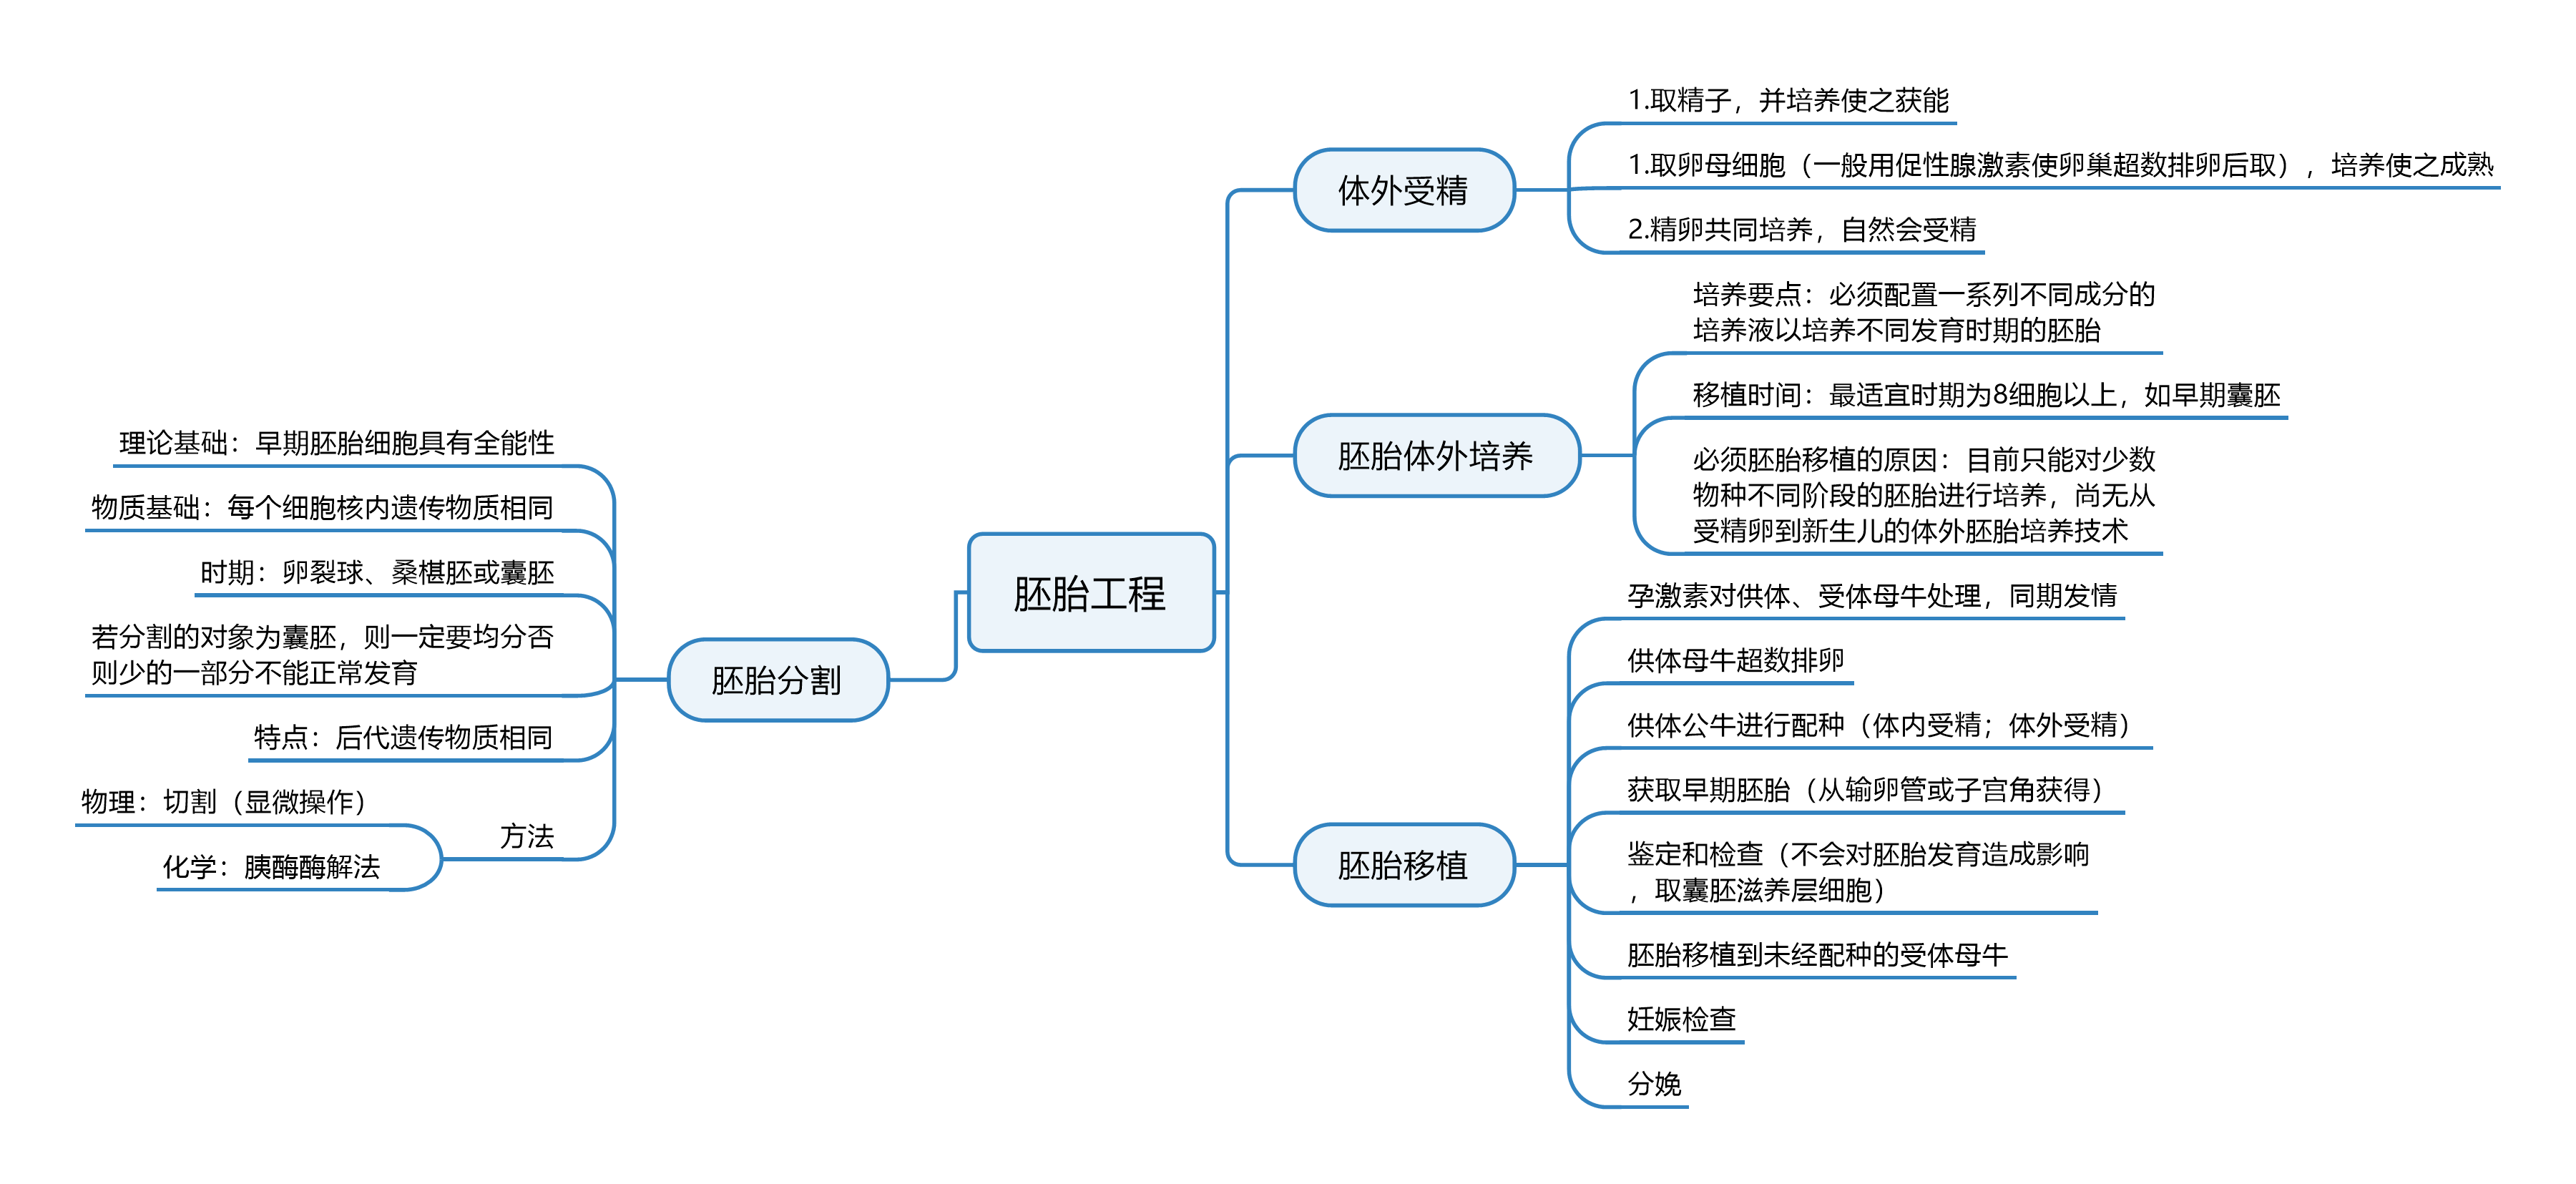 胚胎工程
体外受精
1.取精子，并培养使之获能
1.取卵母细胞（一般用促性腺激素使卵巢超数排卵后取），培养使之成熟
2.精卵共同培养，自然会受精
胚胎体外培养
培养要点：必须配置一系列不同成分的
培养液以培养不同发育时期的胚胎
移植时间：最适宜时期为8细胞以上，如早期囊胚
必须胚胎移植的原因：目前只能对少数
物种不同阶段的胚胎进行培养，尚无从
受精卵到新生儿的体外胚胎培养技术
胚胎移植
孕激素对供体、受体母牛处理，同期发情
供体母牛超数排卵
供体公牛进行配种（体内受精；体外受精）
获取早期胚胎（从输卵管或子宫角获得）
鉴定和检查（不会对胚胎发育造成影响
，取囊胚滋养层细胞）
胚胎移植到未经配种的受体母牛
妊娠检查
分娩
胚胎分割
理论基础：早期胚胎细胞具有全能性
物质基础：每个细胞核内遗传物质相同
时期：卵裂球、桑椹胚或囊胚
若分割的对象为囊胚，则一定要均分否
则少的一部分不能正常发育
特点：后代遗传物质相同
方法
物理：切割（显微操作）
化学：胰酶酶解法